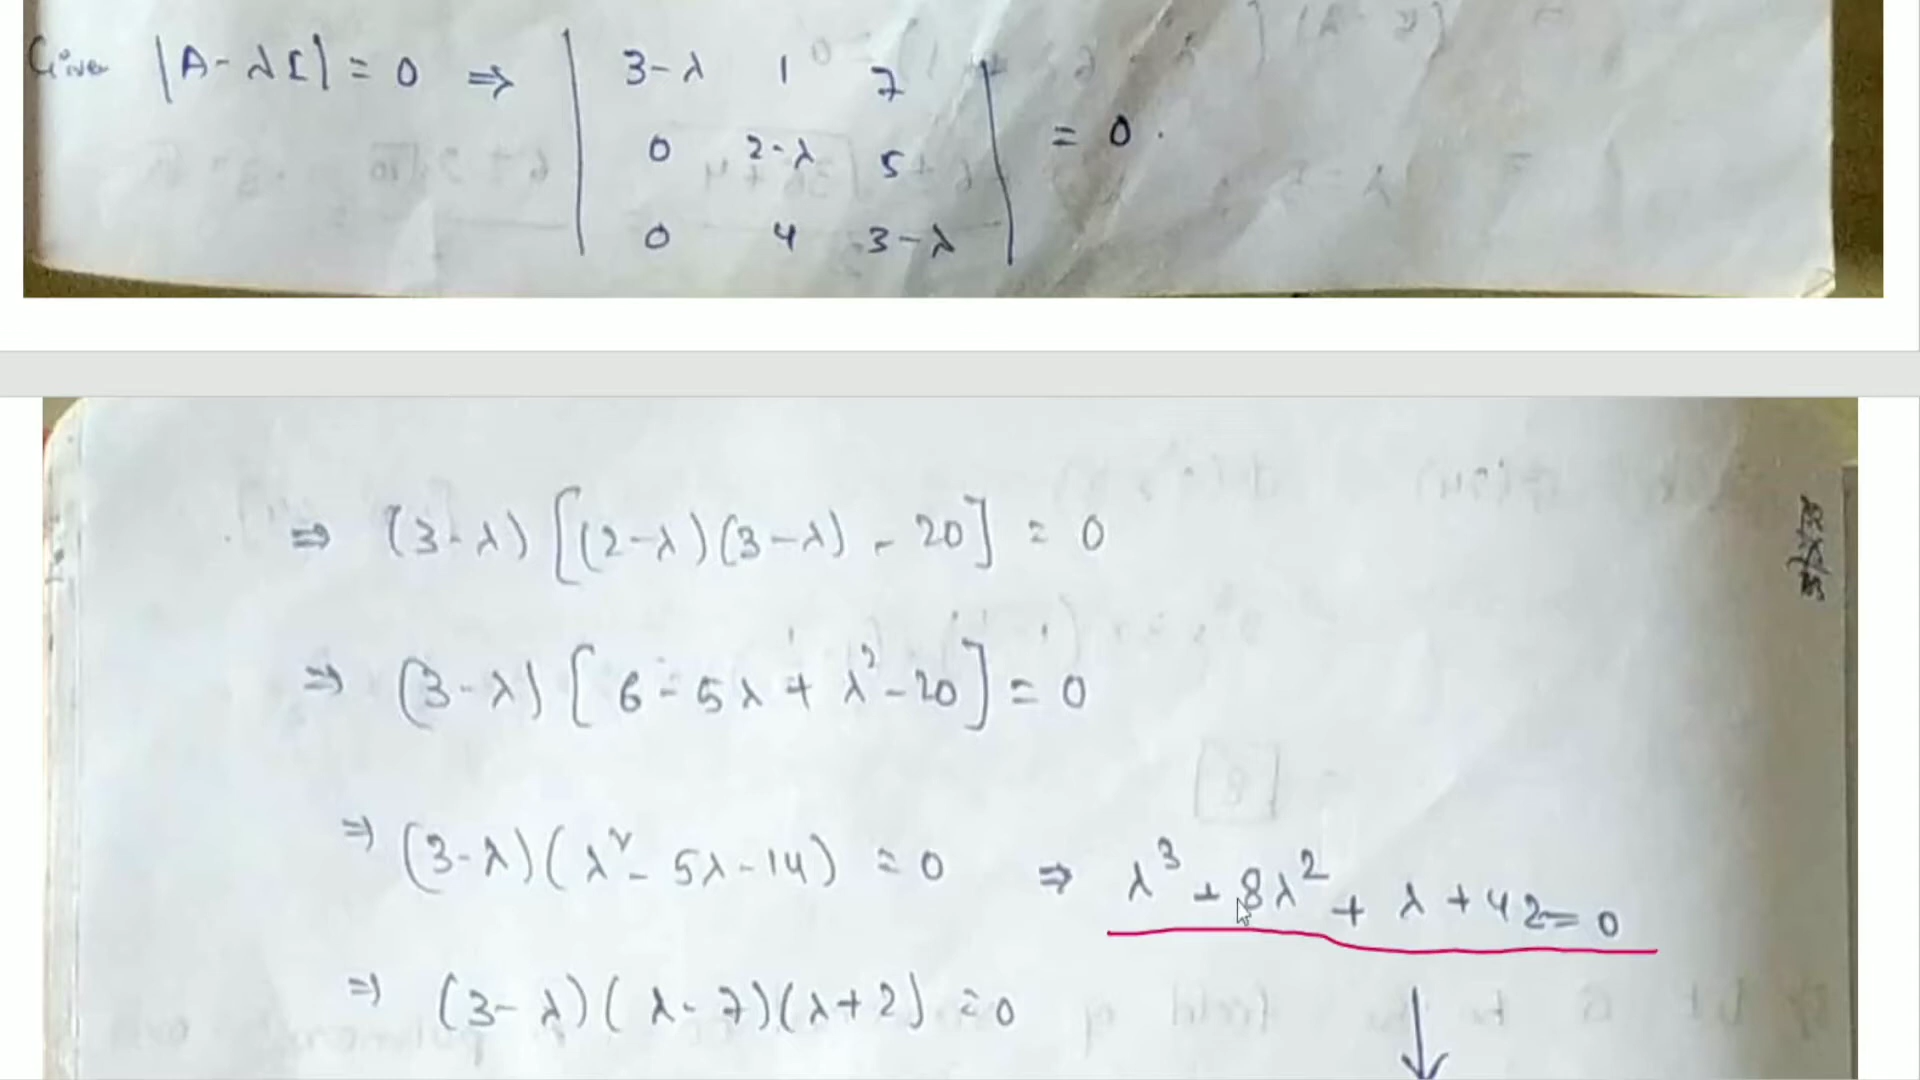 Given |A - λI| = 0 ⇒ | 3-λ 1 7 |
| 0 2-λ 5 | = 0.
| 0 4 3-λ |
⇒ (3-λ) [(2-λ)(3-λ) - 20] = 0
⇒ (3-λ) [6 - 5λ + λ² - 20] = 0
⇒ (3-λ)(λ² - 5λ - 14) = 0 ⇒ λ³ - 8λ² + λ + 42 = 0
⇒ (3-λ)(λ-7)(λ+2) = 0